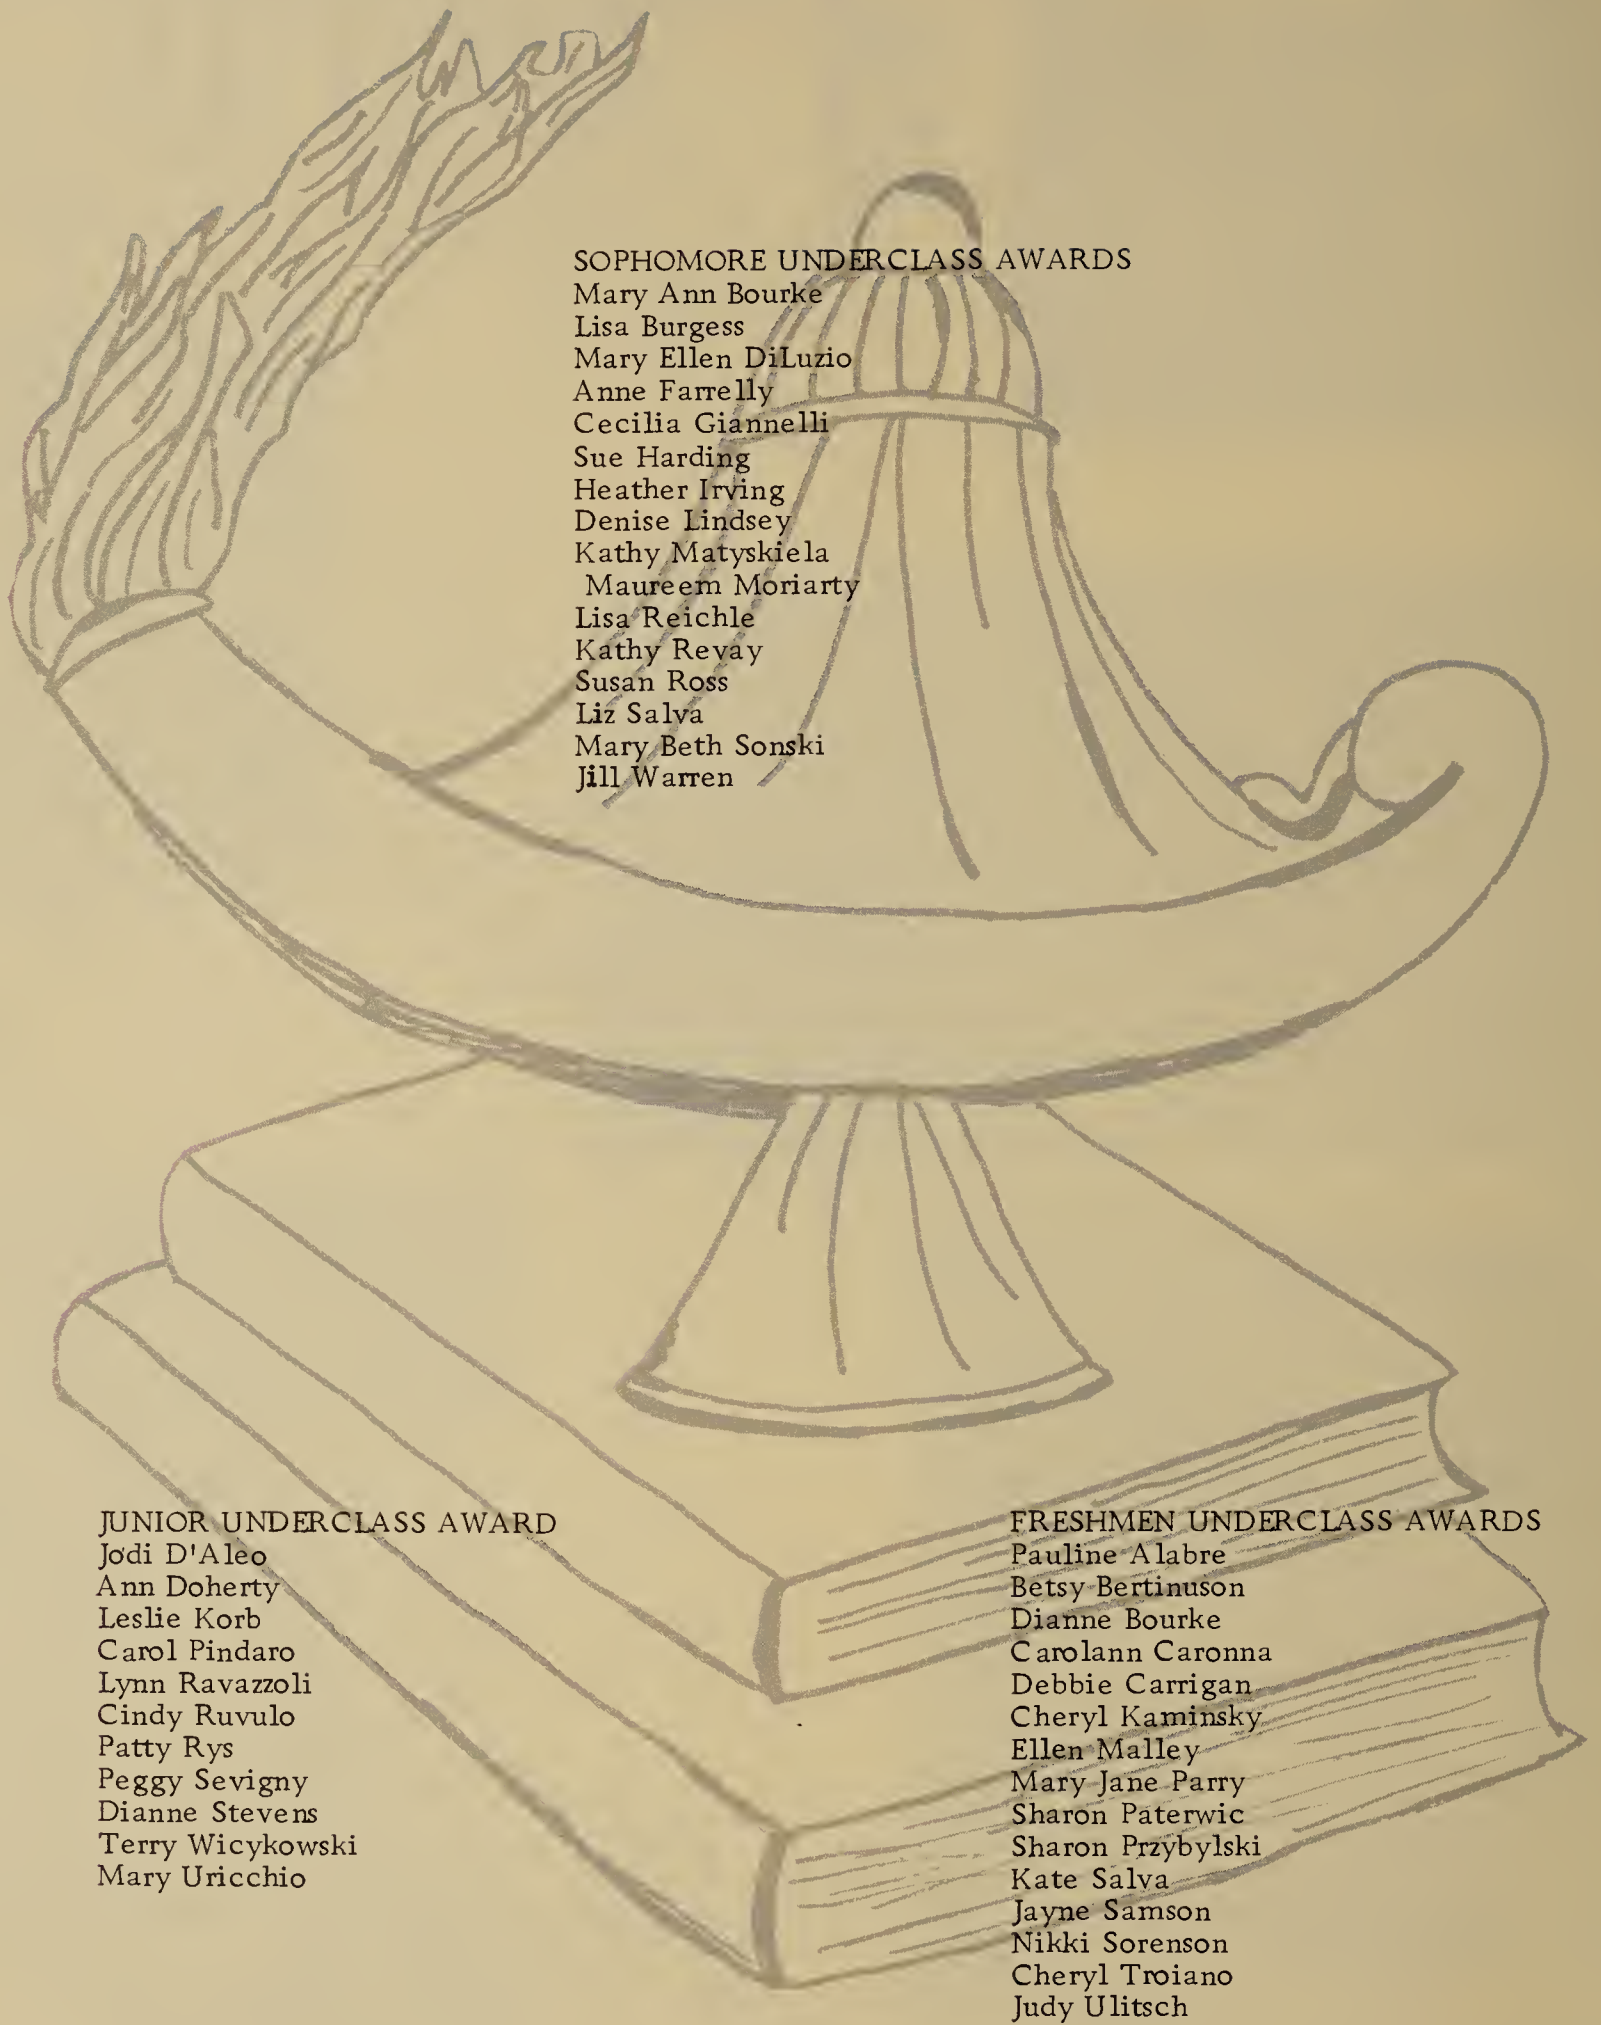 SOPHOMORE UNDERCLASS AWARDS
Mary Ann Bourke
Lisa Burgess
Mary Ellen DiLuzio
Anne Farrelly
Cecilia Giannelli
Sue Harding
Heather Irving
Denise Lindsey
Kathy Matyskiela
Maureem Moriarty
Lisa Reichle
Kathy Revay
Susan Ross
Liz Salva
Mary Beth Sonski
Jill Warren
JUNIOR UNDERCLASS AWARD
Jodi D'Aleo
Ann Doherty
Leslie Korb
Carol Pindaro
Lynn Ravazzoli
Cindy Ruvulo
Patty Rys
Peggy Sevigny
Dianne Stevens
Terry Wicykowski
Mary Uricchio
FRESHMEN UNDERCLASS AWARDS
Pauline Alabre
Betsy Bertinuson
Dianne Bourke
Carolann Caronna
Debbie Carrigan
Cheryl Kaminsky
Ellen Malley
Mary Jane Parry
Sharon Paterwic
Sharon Przybylski
Kate Salva
Jayne Samson
Nikki Sorenson
Cheryl Troiano
Judy Ulitsch